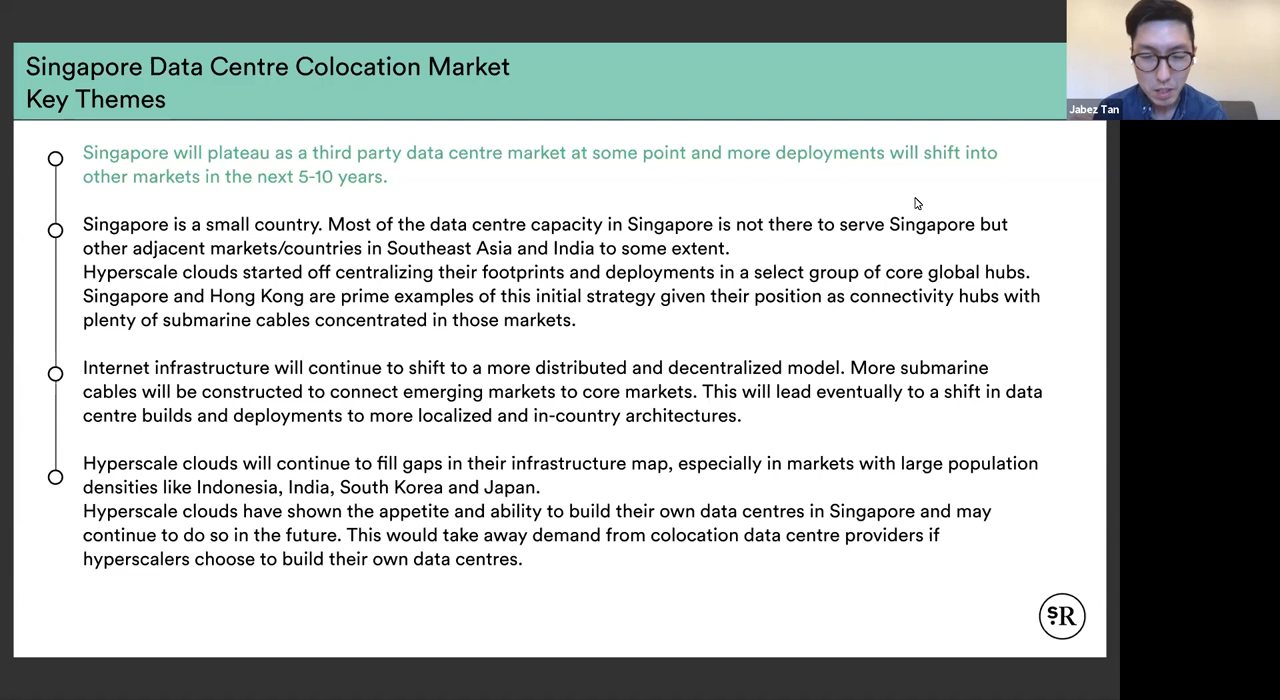 Singapore Data Centre Colocation Market
Key Themes
Jabez Tan
Singapore will plateau as a third party data centre market at some point and more deployments will shift into
other markets in the next 5-10 years.
Singapore is a small country. Most of the data centre capacity in Singapore is not there to serve Singapore but
other adjacent markets/countries in Southeast Asia and India to some extent.
Hyperscale clouds started off centralizing their footprints and deployments in a select group of core global hubs.
Singapore and Hong Kong are prime examples of this initial strategy given their position as connectivity hubs with
plenty of submarine cables concentrated in those markets.
Internet infrastructure will continue to shift to a more distributed and decentralized model. More submarine
cables will be constructed to connect emerging markets to core markets. This will lead eventually to a shift in data
centre builds and deployments to more localized and in-country architectures.
Hyperscale clouds will continue to fill gaps in their infrastructure map, especially in markets with large population
densities like Indonesia, India, South Korea and Japan.
Hyperscale clouds have shown the appetite and ability to build their own data centres in Singapore and may
continue to do so in the future. This would take away demand from colocation data centre providers if
hyperscalers choose to build their own data centres.
SR